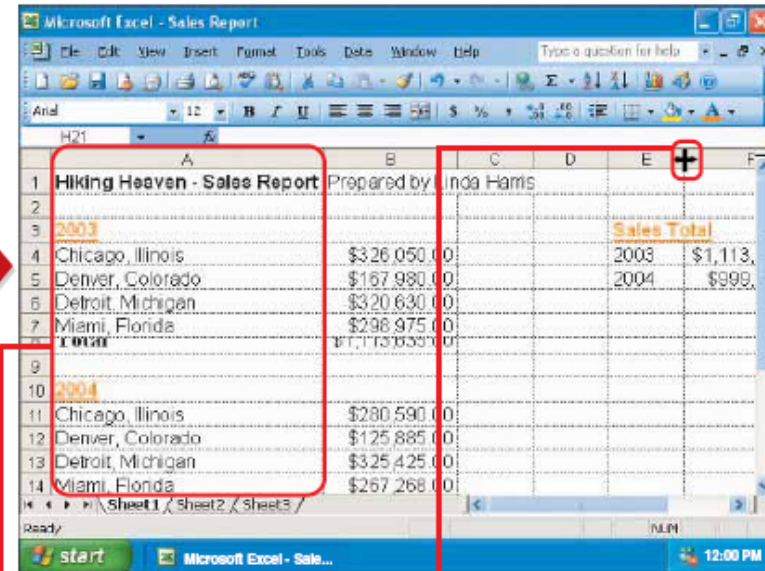 Microsoft Excel - Sales Report
File Edit View Insert Format Tools Data Window Help Type a question for help
Arial 12 B I U $ % ,
H21 fx
A B C D E F
1 Hiking Heaven - Sales Report Prepared by Linda Harris
2
3 2003 Sales Total
4 Chicago, Illinois $326,050.00 2003 $1,113,
5 Denver, Colorado $167,980.00 2004 $999,
6 Detroit, Michigan $320,630.00
7 Miami, Florida $298,975.00
8 Total $1,113,635.00
9
10 2004
11 Chicago, Illinois $280,590.00
12 Denver, Colorado $125,885.00
13 Detroit, Michigan $325,425.00
14 Miami, Florida $267,268.00
Sheet1 / Sheet2 / Sheet3 /
Ready NUM
start Microsoft Excel - Sale... 12:00 PM